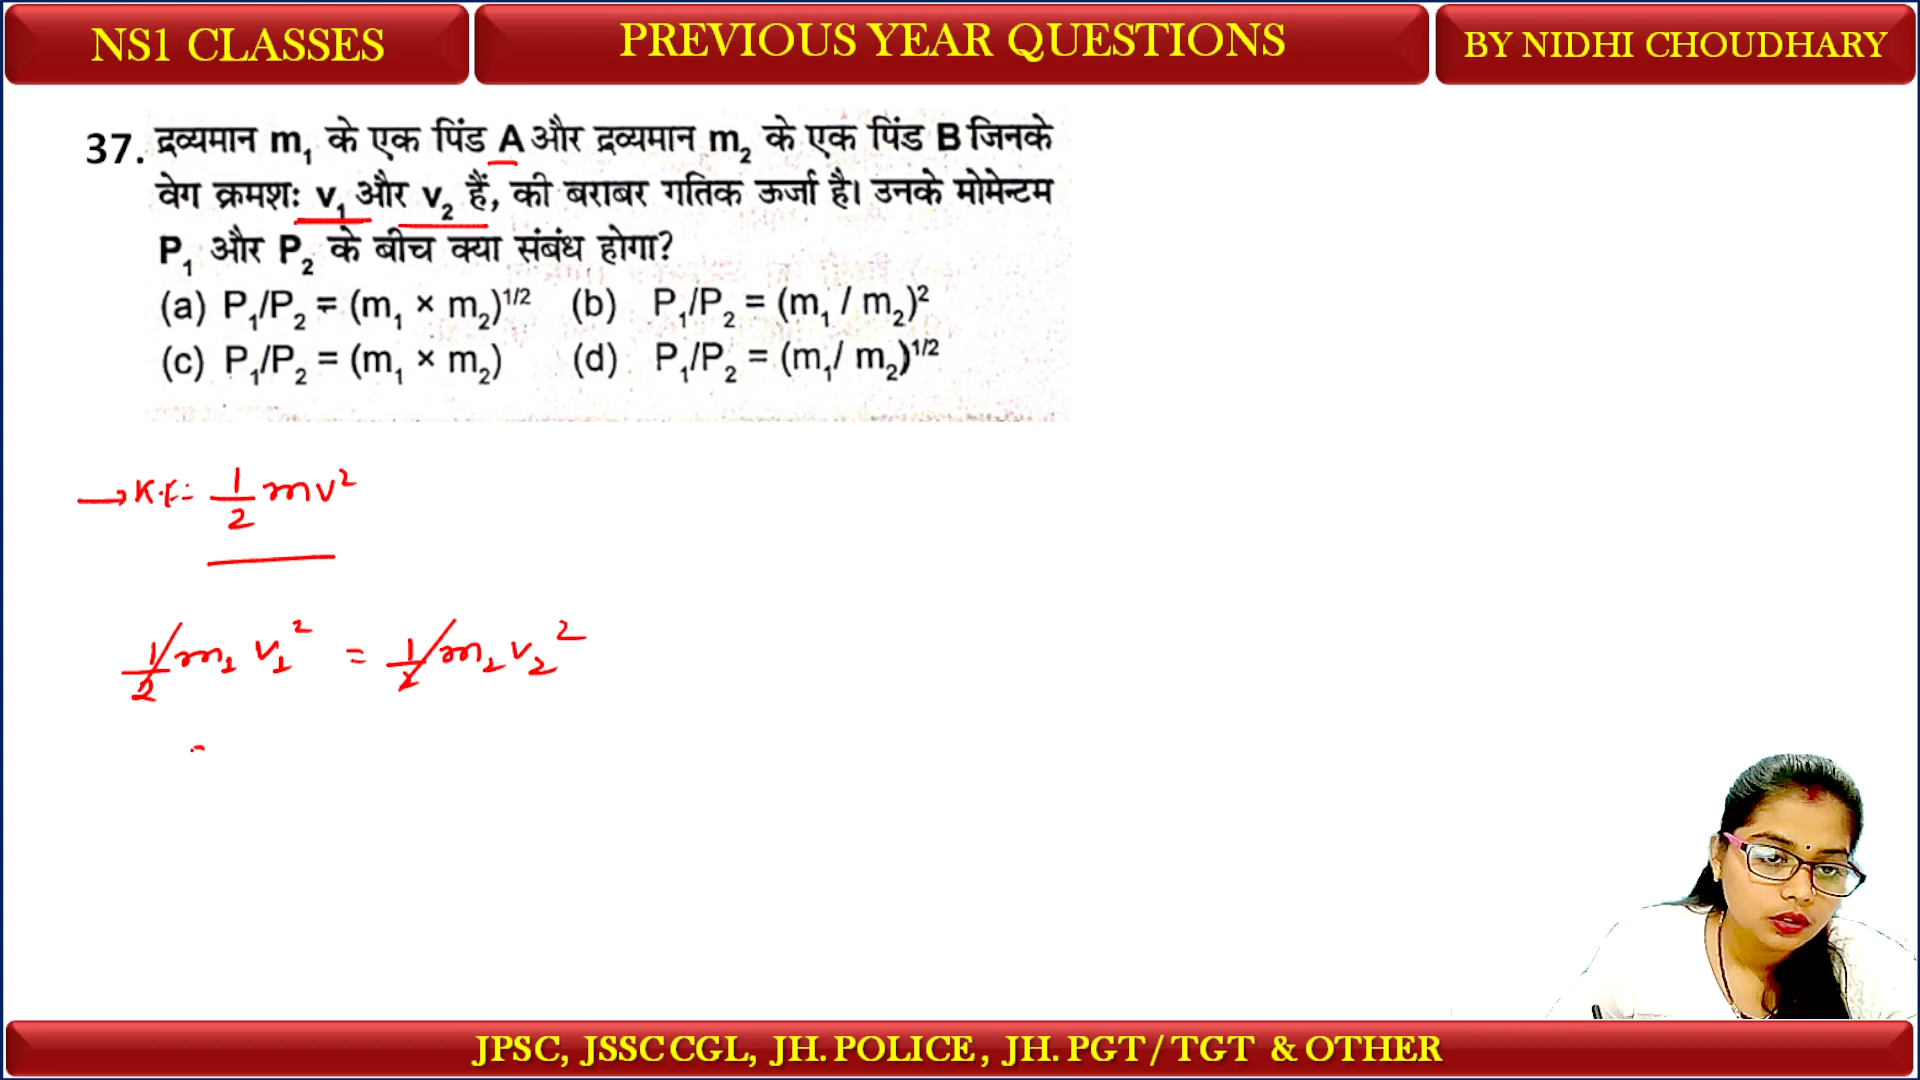 NS1 CLASSES
PREVIOUS YEAR QUESTIONS
BY NIDHI CHOUDHARY
37. द्रव्यमान m₁ के एक पिंड A और द्रव्यमान m₂ के एक पिंड B जिनके
वेग क्रमशः v₁ और v₂ हैं, की बराबर गतिक ऊर्जा है। उनके मोमेन्टम
P₁ और P₂ के बीच क्या संबंध होगा?
(a) P₁/P₂ = (m₁ × m₂)¹/² (b) P₁/P₂ = (m₁ / m₂)²
(c) P₁/P₂ = (m₁ × m₂) (d) P₁/P₂ = (m₁/ m₂)¹/²
→ K.E = 1/2 mv²
1/2 m₁ v₁² = 1/2 m₂ v₂²
JPSC, JSSC CGL, JH. POLICE, JH. PGT / TGT & OTHER